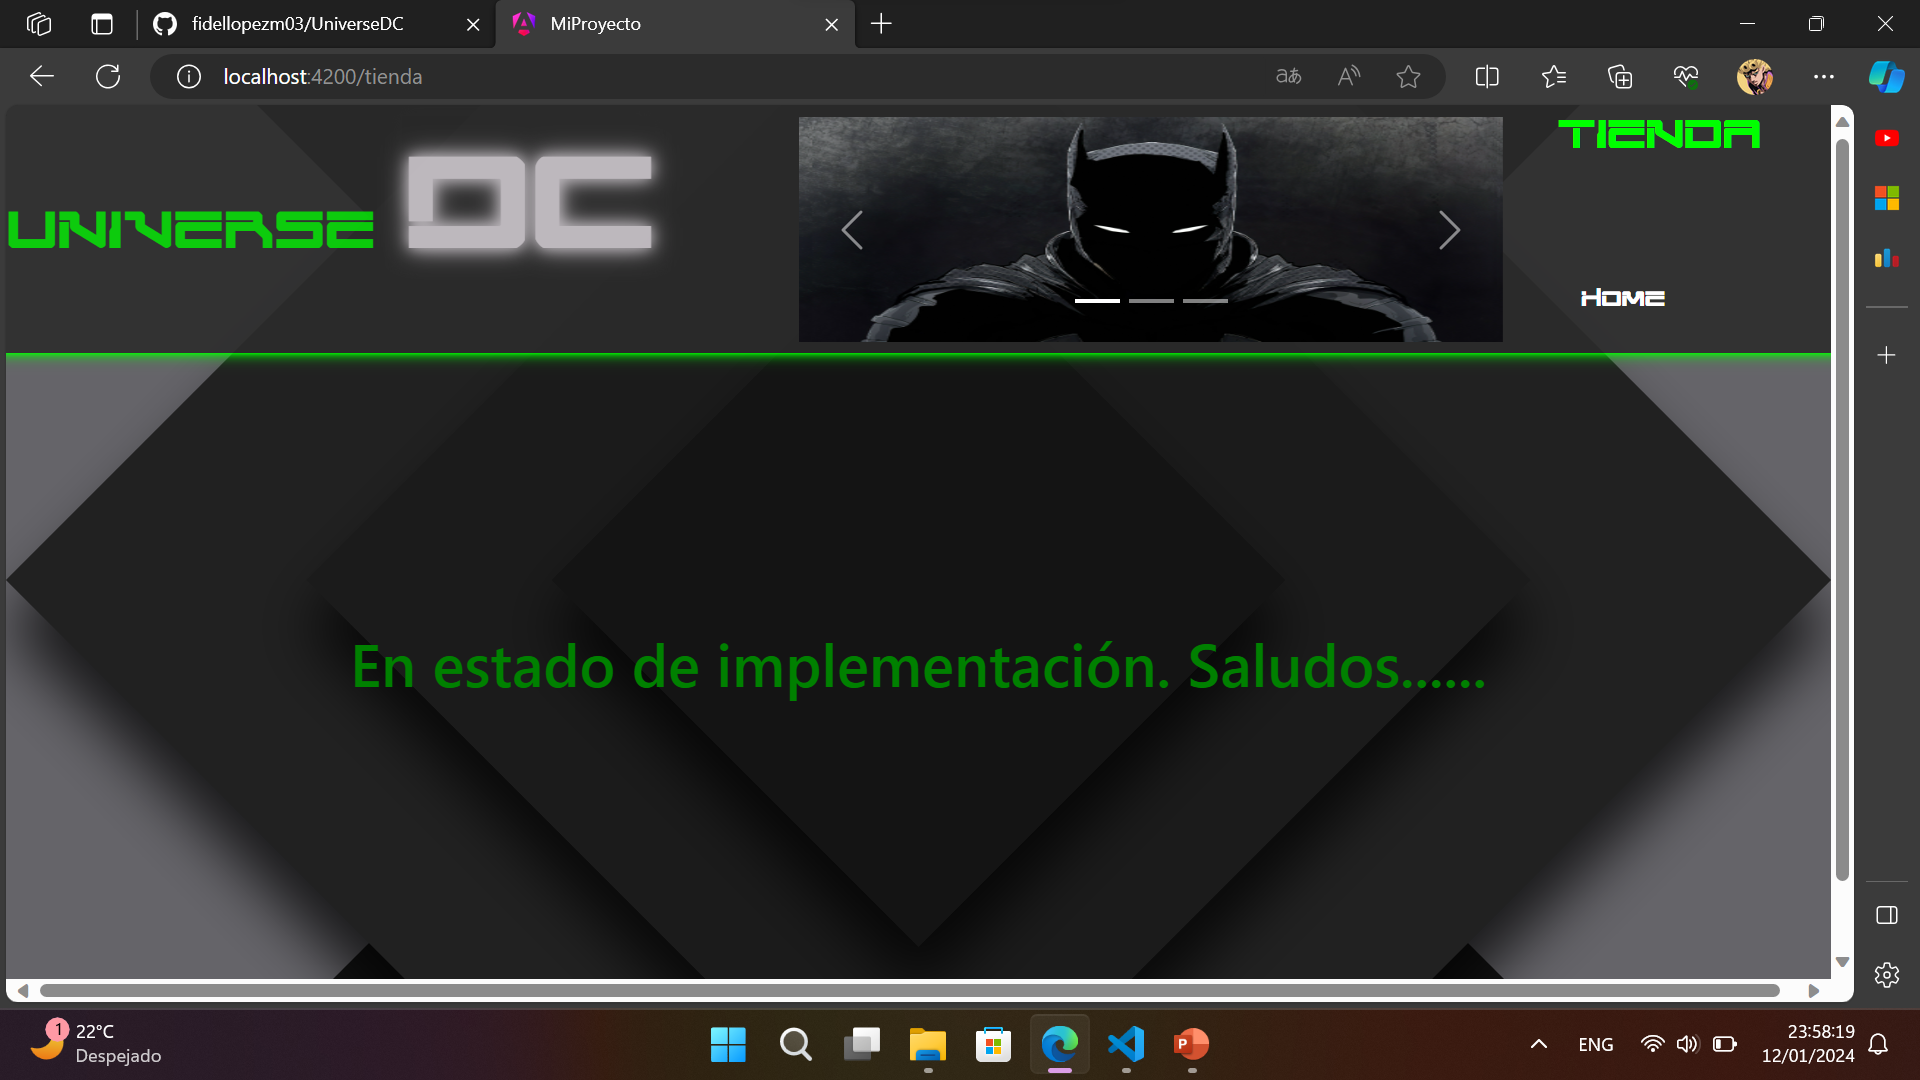 fidellopezm03/UniverseDC
MiProyecto
localhost:4200/tienda
UNIVERSE DC
TIENDA
HOME
En estado de implementación. Saludos......
1
22°C
Despejado
ENG
23:58:19
12/01/2024